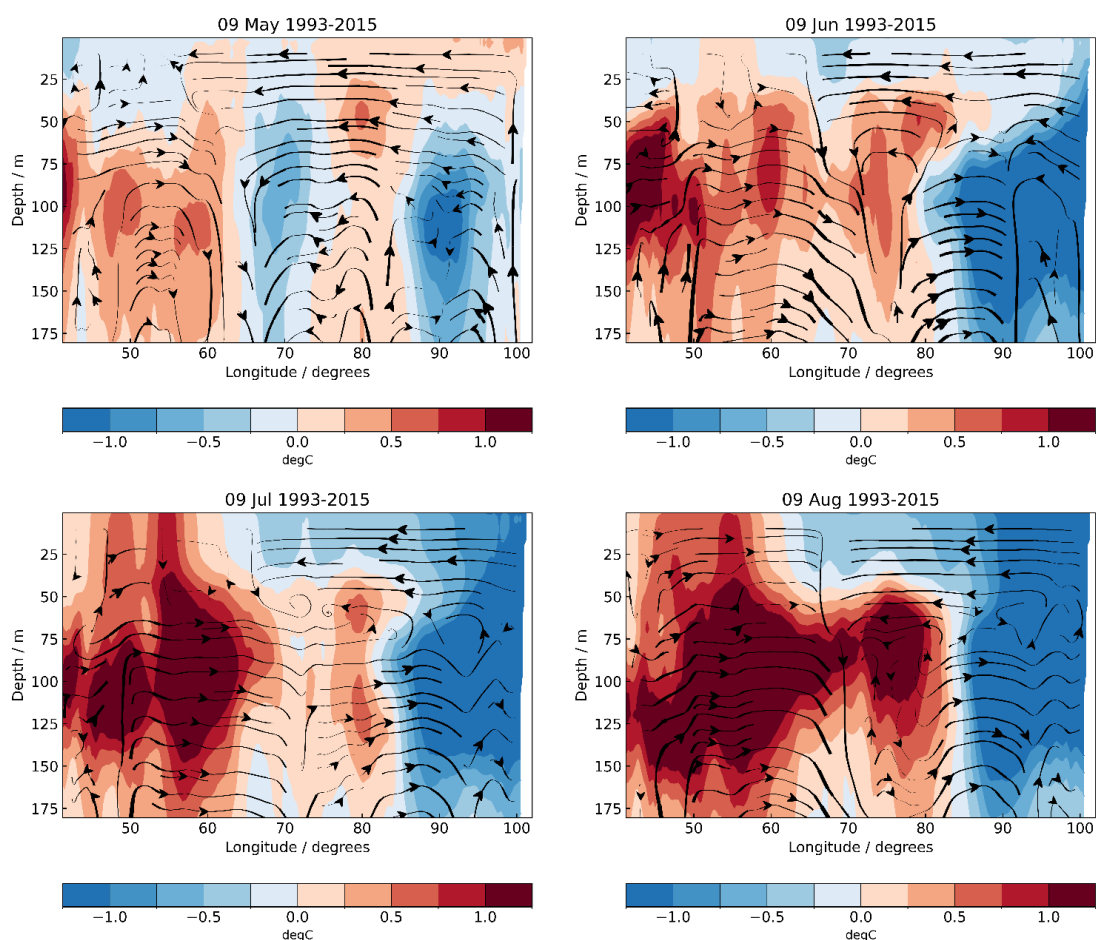 09 May 1993-2015
09 Jun 1993-2015
25
50
75
100
125
150
175
Depth / m
50 60 70 80 90 100
Longitude / degrees
−1.0 −0.5 0.0 0.5 1.0
degC
25
50
75
100
125
150
175
Depth / m
50 60 70 80 90 100
Longitude / degrees
−1.0 −0.5 0.0 0.5 1.0
degC
09 Jul 1993-2015
09 Aug 1993-2015
25
50
75
100
125
150
175
Depth / m
50 60 70 80 90 100
Longitude / degrees
−1.0 −0.5 0.0 0.5 1.0
degC
25
50
75
100
125
150
175
Depth / m
50 60 70 80 90 100
Longitude / degrees
−1.0 −0.5 0.0 0.5 1.0
degC